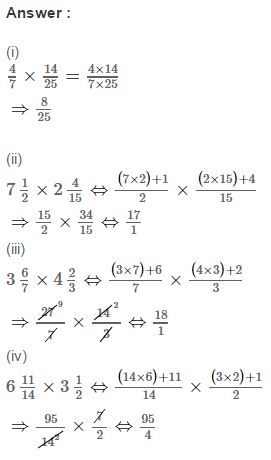 Answer :
(i)
4/7 × 14/25 = 4×14/7×25
⇒ 8/25
(ii)
7 1/2 × 2 4/15 ⇔ (7×2)+1/2 × (2×15)+4/15
⇒ 15/2 × 34/15 ⇔ 17/1
(iii)
3 6/7 × 4 2/3 ⇔ (3×7)+6/7 × (4×3)+2/3
⇒ 27 9/7 × 14 2/3 ⇔ 18/1
(iv)
6 11/14 × 3 1/2 ⇔ (14×6)+11/14 × (3×2)+1/2
⇒ 95/14 2 × 7/2 ⇔ 95/4